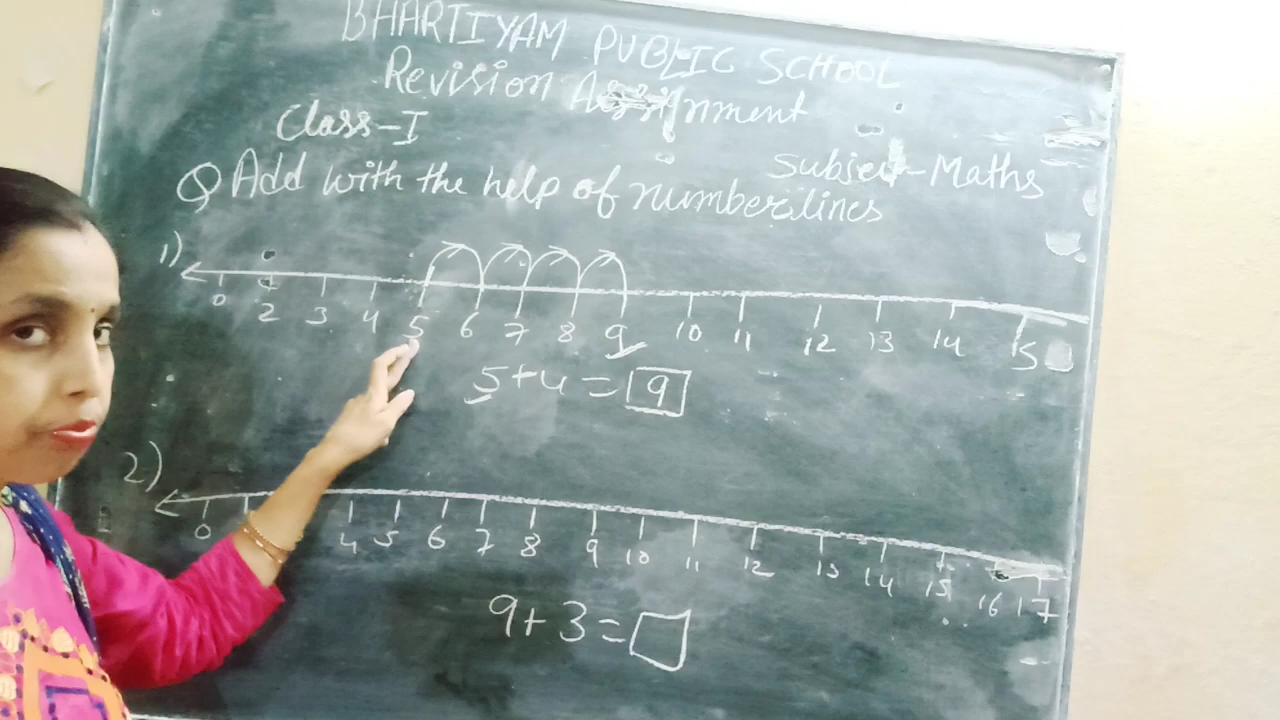 BHARTIYAM PUBLIC SCHOOL
Revision Assignment
Class-I
Subject-Maths
Q Add with the help of number lines
1)
0 2 3 4 5 6 7 8 9 10 11 12 13 14 15
5+4=9
2)
0 4 5 6 7 8 9 10 11 12 13 14 15 16 17
9+3=